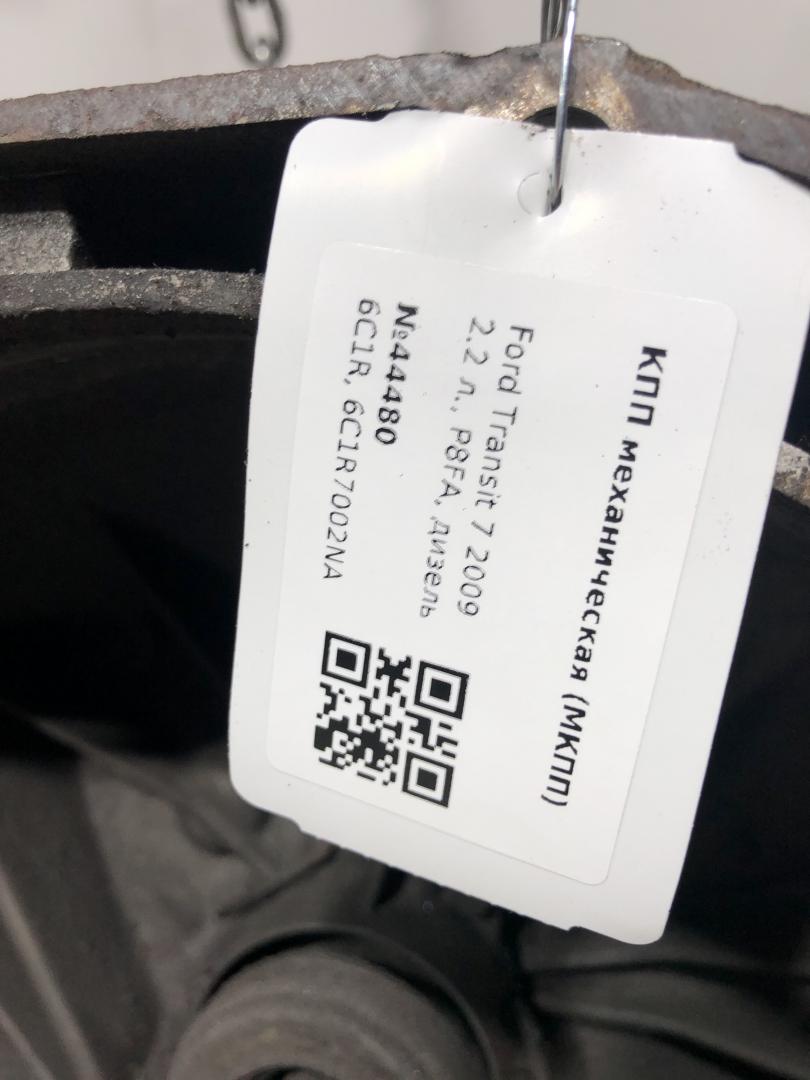 КПП механическая (МКПП)
Ford Transit 7 2009
2.2 л., P8FA, дизель
№44480
6C1R, 6C1R7002NA